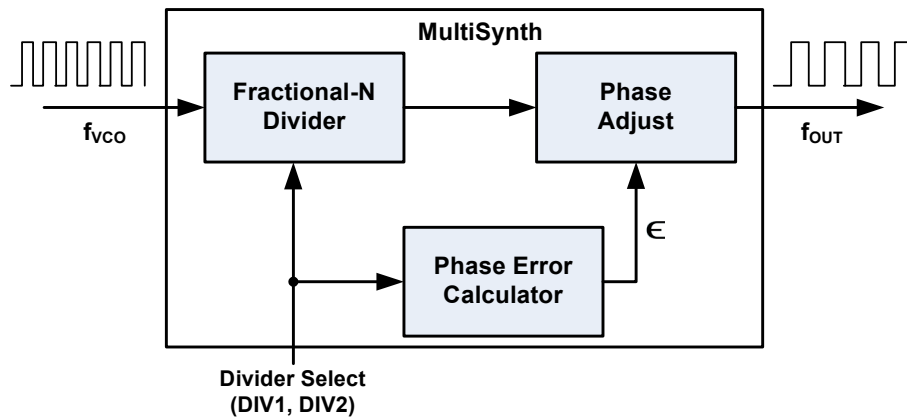 MultiSynth
Fractional-N
Divider
Phase
Adjust
fVCO
fOUT
ϵ
Phase Error
Calculator
Divider Select
(DIV1, DIV2)